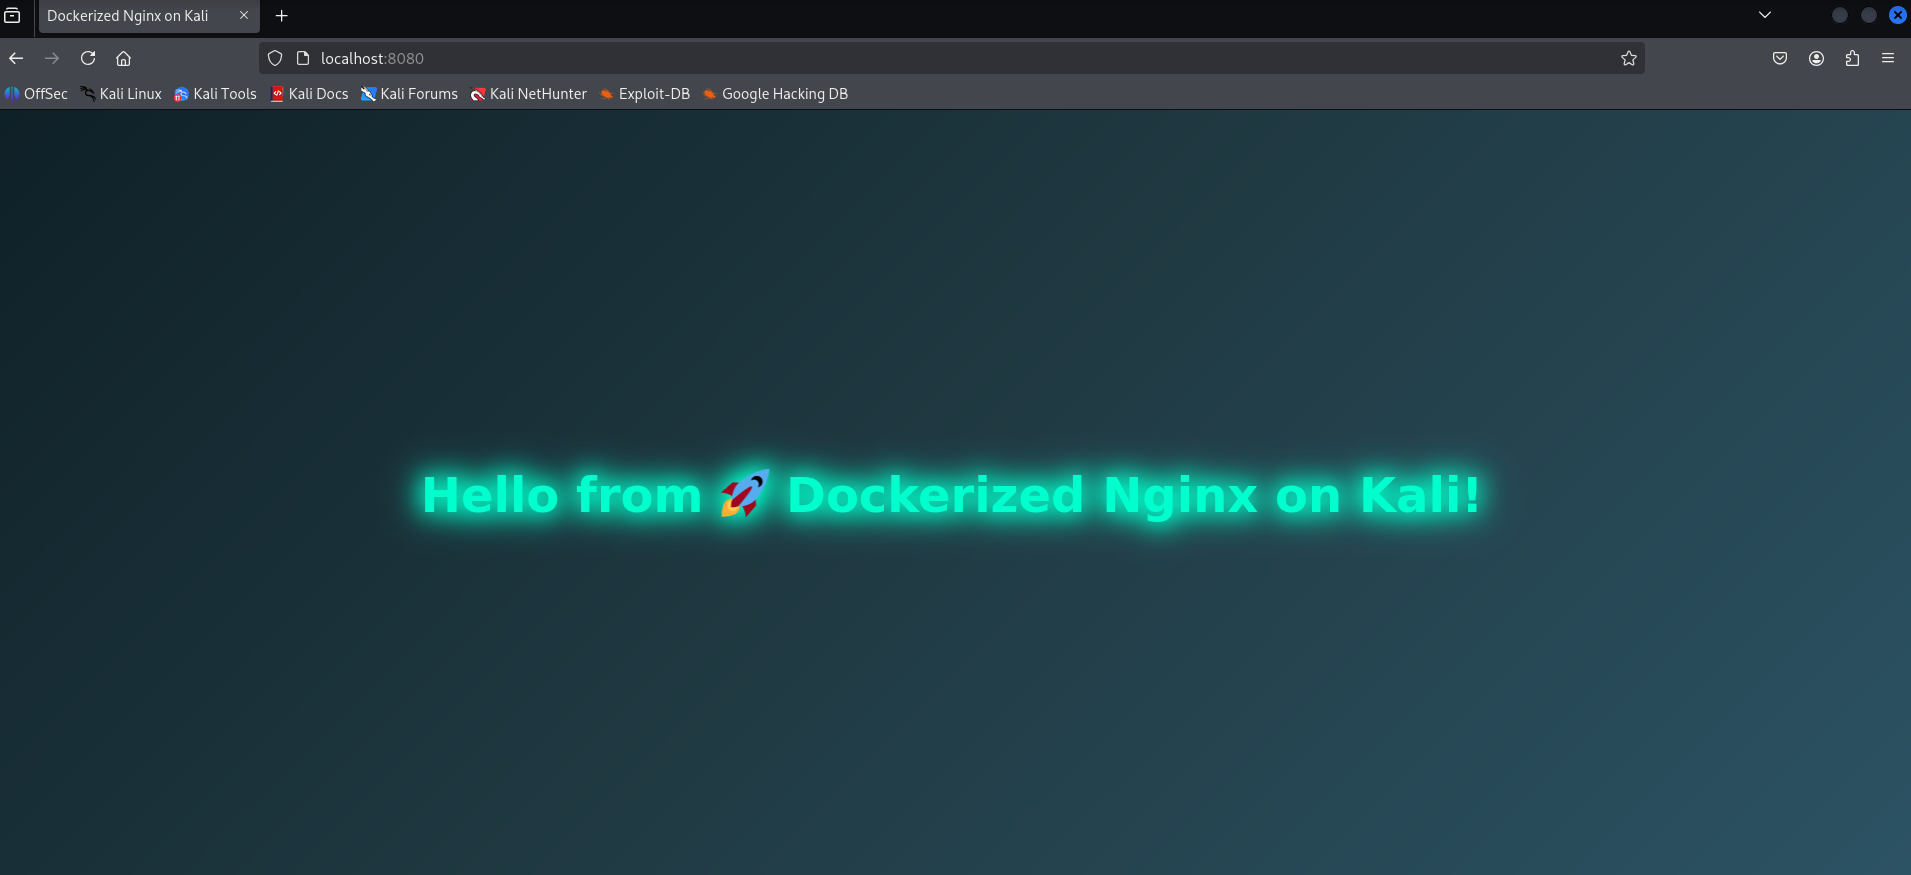 Dockerized Nginx on Kali
localhost:8080
OffSec Kali Linux Kali Tools Kali Docs Kali Forums Kali NetHunter Exploit-DB Google Hacking DB
Hello from 🚀 Dockerized Nginx on Kali!